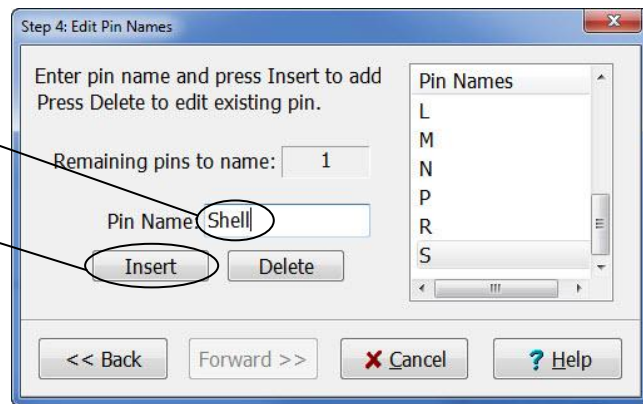 Step 4: Edit Pin Names
Enter pin name and press Insert to add
Press Delete to edit existing pin.
Remaining pins to name: 1
Pin Name: Shell
Insert
Delete
Pin Names
L
M
N
P
R
S
<< Back
Forward >>
Cancel
? Help